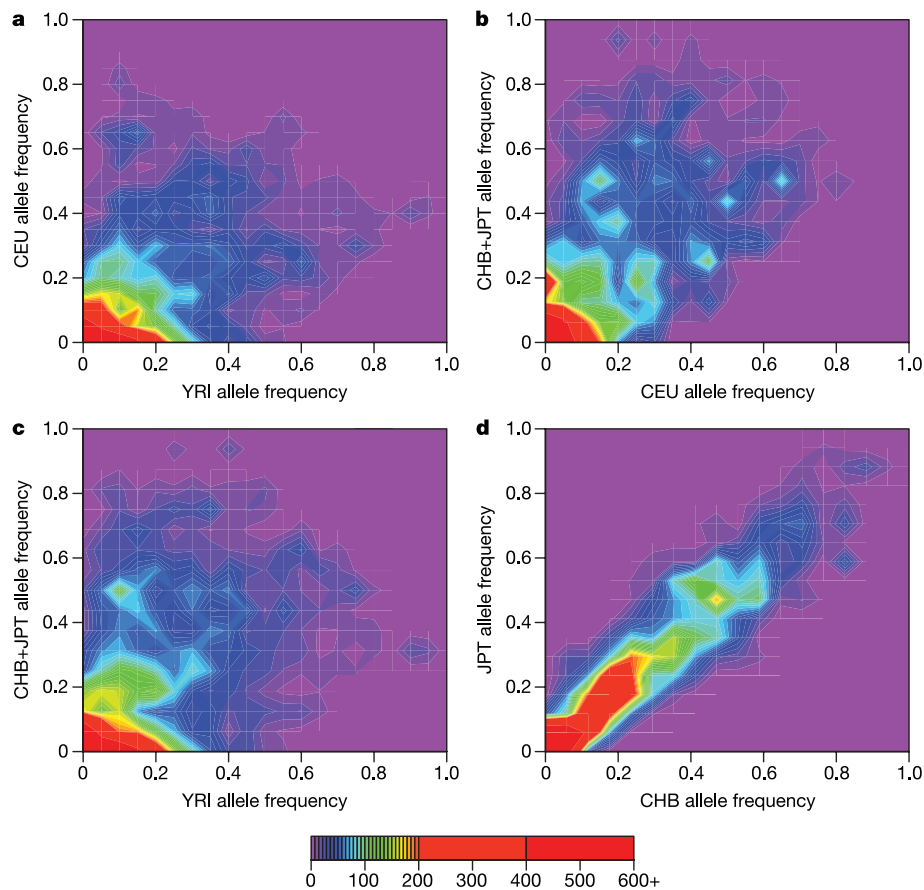 a
b
1.0
0.8
0.6
0.4
0.2
0
CEU allele frequency
0 0.2 0.4 0.6 0.8 1.0
YRI allele frequency
1.0
0.8
0.6
0.4
0.2
0
CHB+JPT allele frequency
0 0.2 0.4 0.6 0.8 1.0
CEU allele frequency
c
d
1.0
0.8
0.6
0.4
0.2
0
CHB+JPT allele frequency
0 0.2 0.4 0.6 0.8 1.0
YRI allele frequency
1.0
0.8
0.6
0.4
0.2
0
JPT allele frequency
0 0.2 0.4 0.6 0.8 1.0
CHB allele frequency
0 100 200 300 400 500 600+